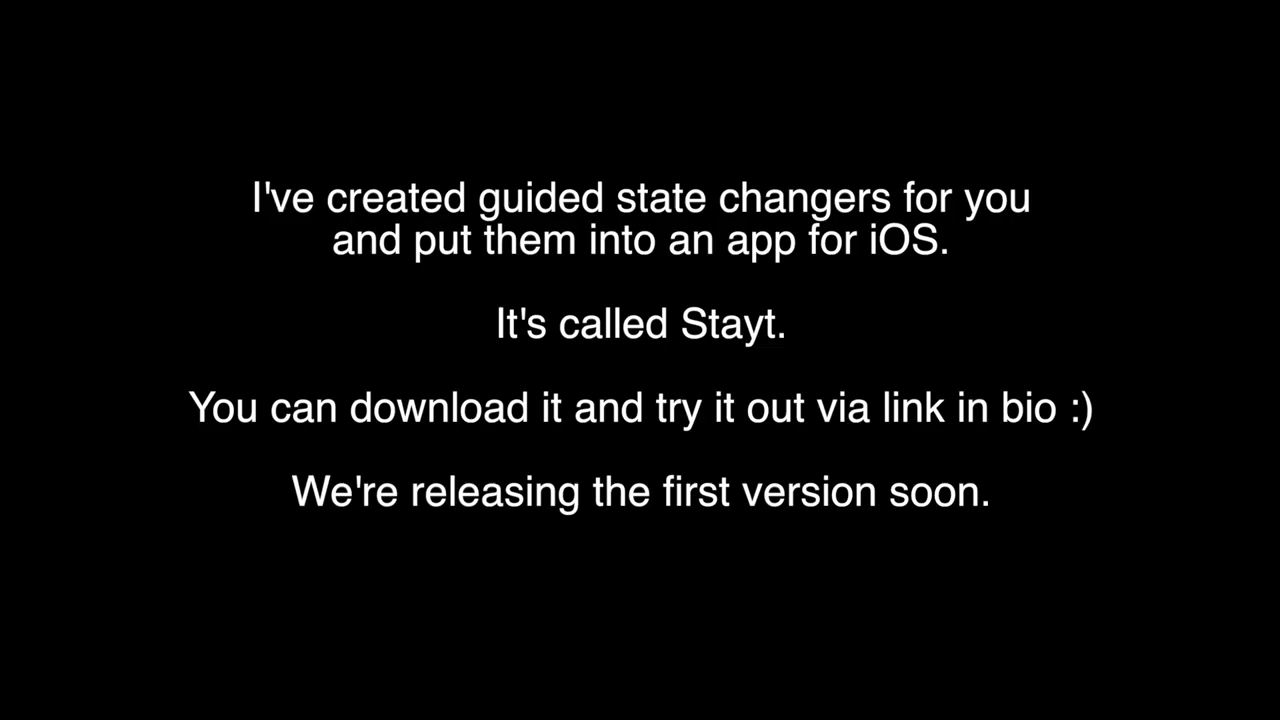 I've created guided state changers for you
and put them into an app for iOS.
It's called Stayt.
You can download it and try it out via link in bio :)
We're releasing the first version soon.